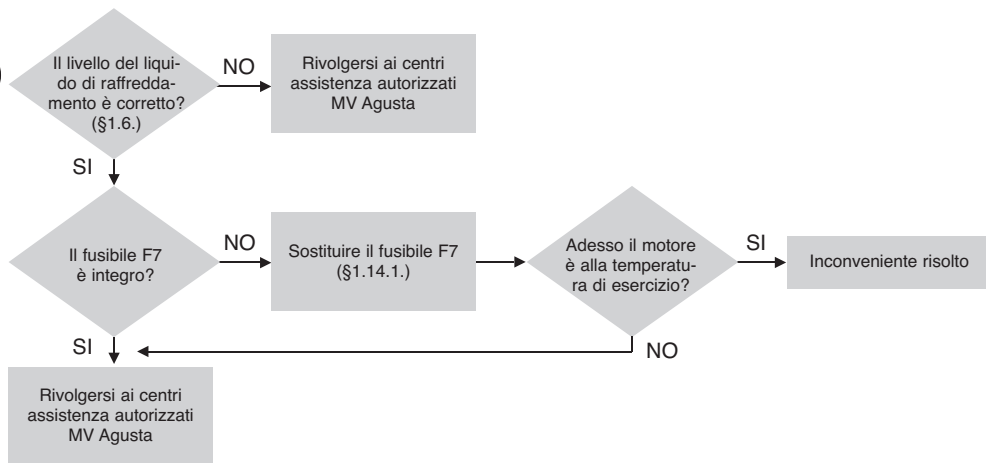 )
Il livello del liqui-
do di raffredda-
mento è corretto?
(§1.6.)
NO
Rivolgersi ai centri
assistenza autorizzati
MV Agusta
SI
Il fusibile F7
è integro?
NO
Sostituire il fusibile F7
(§1.14.1.)
Adesso il motore
è alla temperatu-
ra di esercizio?
SI
Inconveniente risolto
SI
NO
Rivolgersi ai centri
assistenza autorizzati
MV Agusta